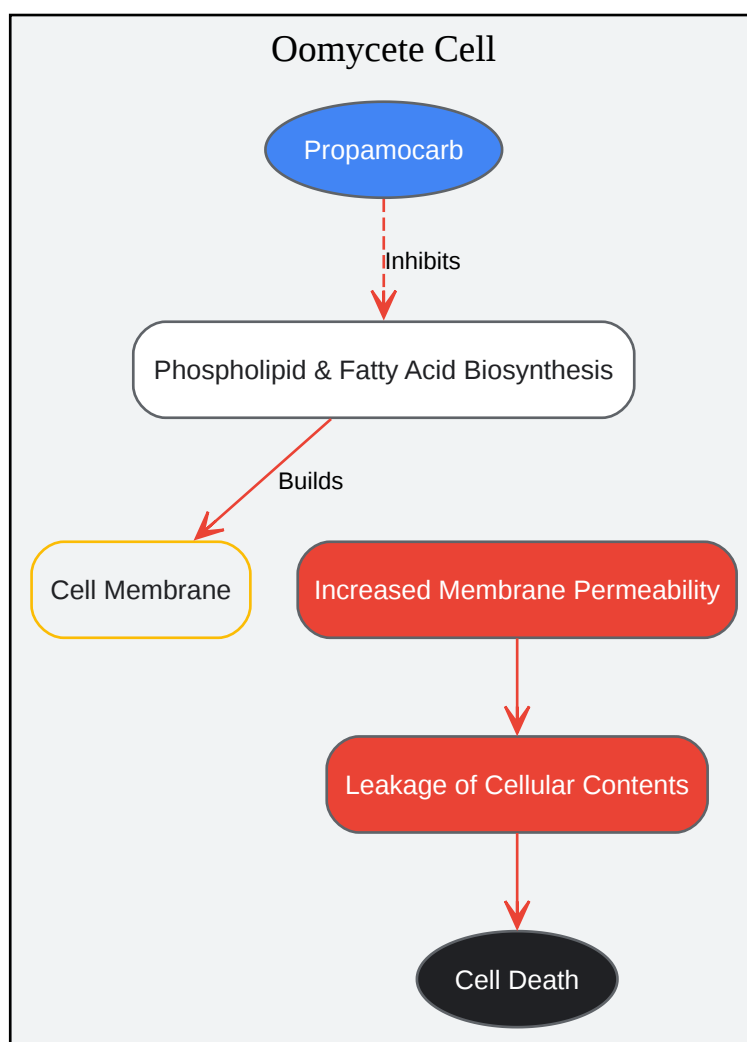 Oomycete Cell
Propamocarb
Inhibits
Phospholipid & Fatty Acid Biosynthesis
Builds
Cell Membrane
Increased Membrane Permeability
Leakage of Cellular Contents
Cell Death